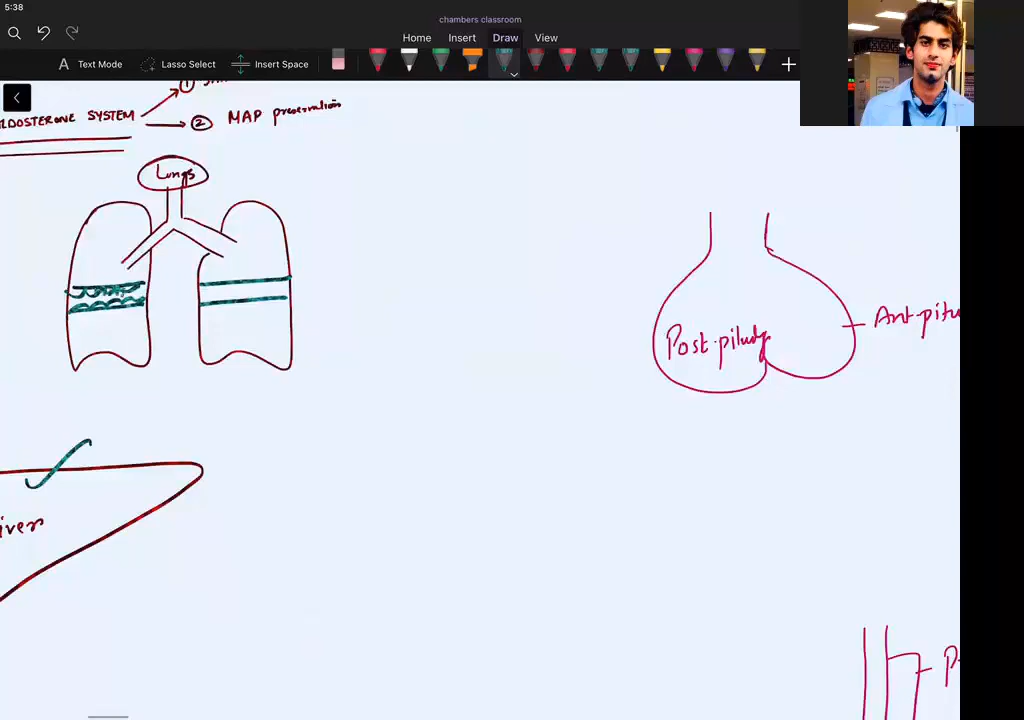 5:38
chambers classroom
Home Insert Draw View
Text Mode Lasso Select Insert Space
①
LDOSTERONE SYSTEM
② MAP preservation
Lungs
Post-pitudy
Ant-pitu
iver
P